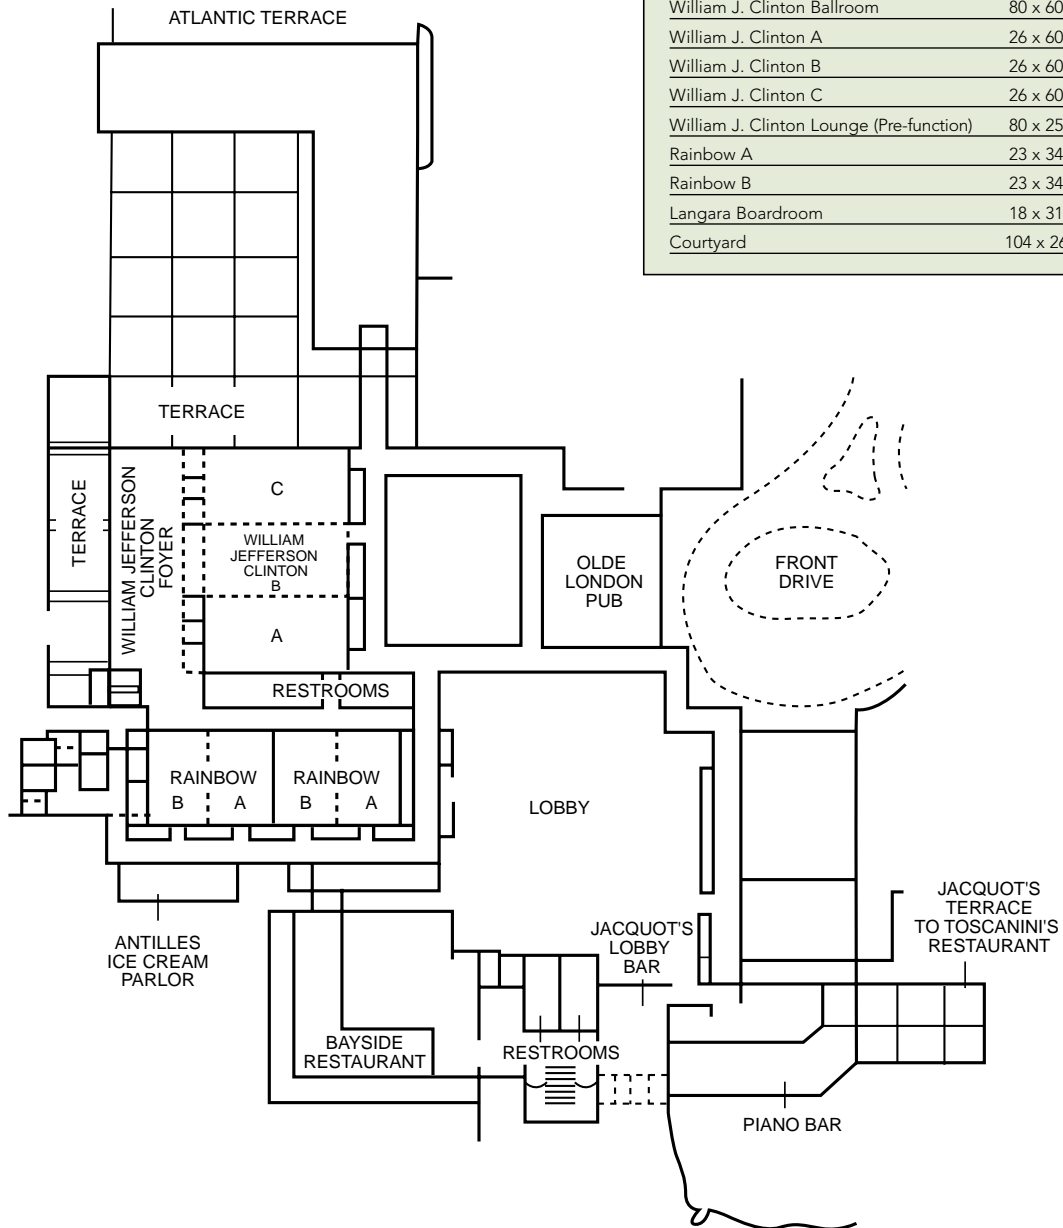 ATLANTIC TERRACE
William J. Clinton Ballroom 80 x 60
William J. Clinton A 26 x 60
William J. Clinton B 26 x 60
William J. Clinton C 26 x 60
William J. Clinton Lounge (Pre-function) 80 x 25
Rainbow A 23 x 34
Rainbow B 23 x 34
Langara Boardroom 18 x 31
Courtyard 104 x 26
TERRACE
TERRACE
WILLIAM JEFFERSON
CLINTON
FOYER
C
WILLIAM
JEFFERSON
CLINTON
B
A
OLDE
LONDON
PUB
FRONT
DRIVE
RESTROOMS
RAINBOW
B A
RAINBOW
B A
LOBBY
ANTILLES
ICE CREAM
PARLOR
JACQUOT'S
LOBBY
BAR
JACQUOT'S
TERRACE
TO TOSCANINI'S
RESTAURANT
BAYSIDE
RESTAURANT
RESTROOMS
PIANO BAR